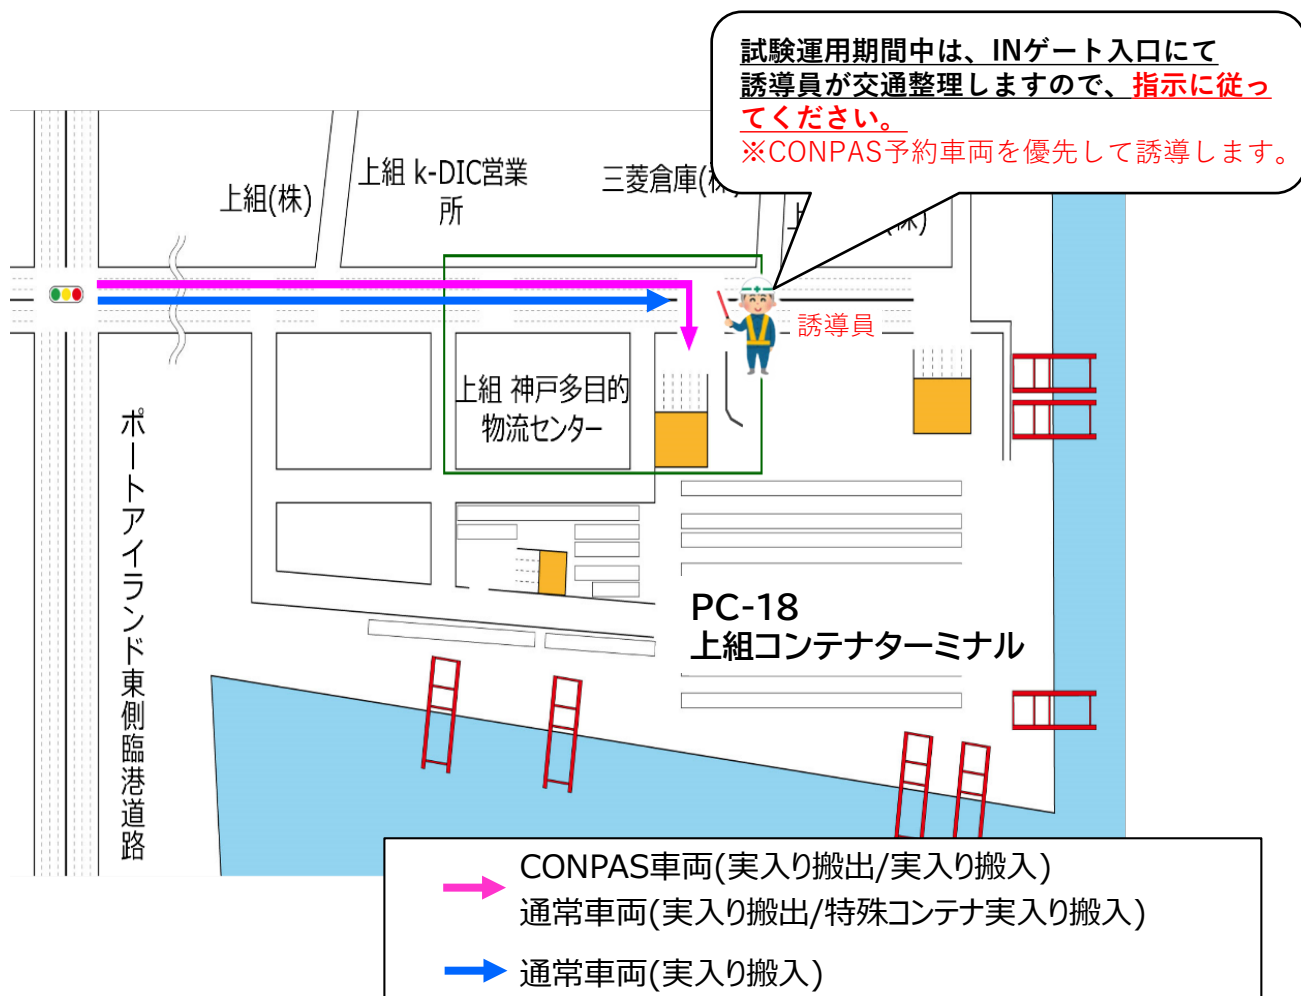 試験運用期間中は、INゲート入口にて
誘導員が交通整理しますので、指示に従っ
てください。
※CONPAS予約車両を優先して誘導します。
上組(株)
上組 k-DIC営業
所
三菱倉庫(株)
誘導員
上組 神戸多目的
物流センター
ポートアイランド東側臨港道路
PC-18
上組コンテナターミナル
CONPAS車両(実入り搬出/実入り搬入)
通常車両(実入り搬出/特殊コンテナ実入り搬入)
通常車両(実入り搬入)